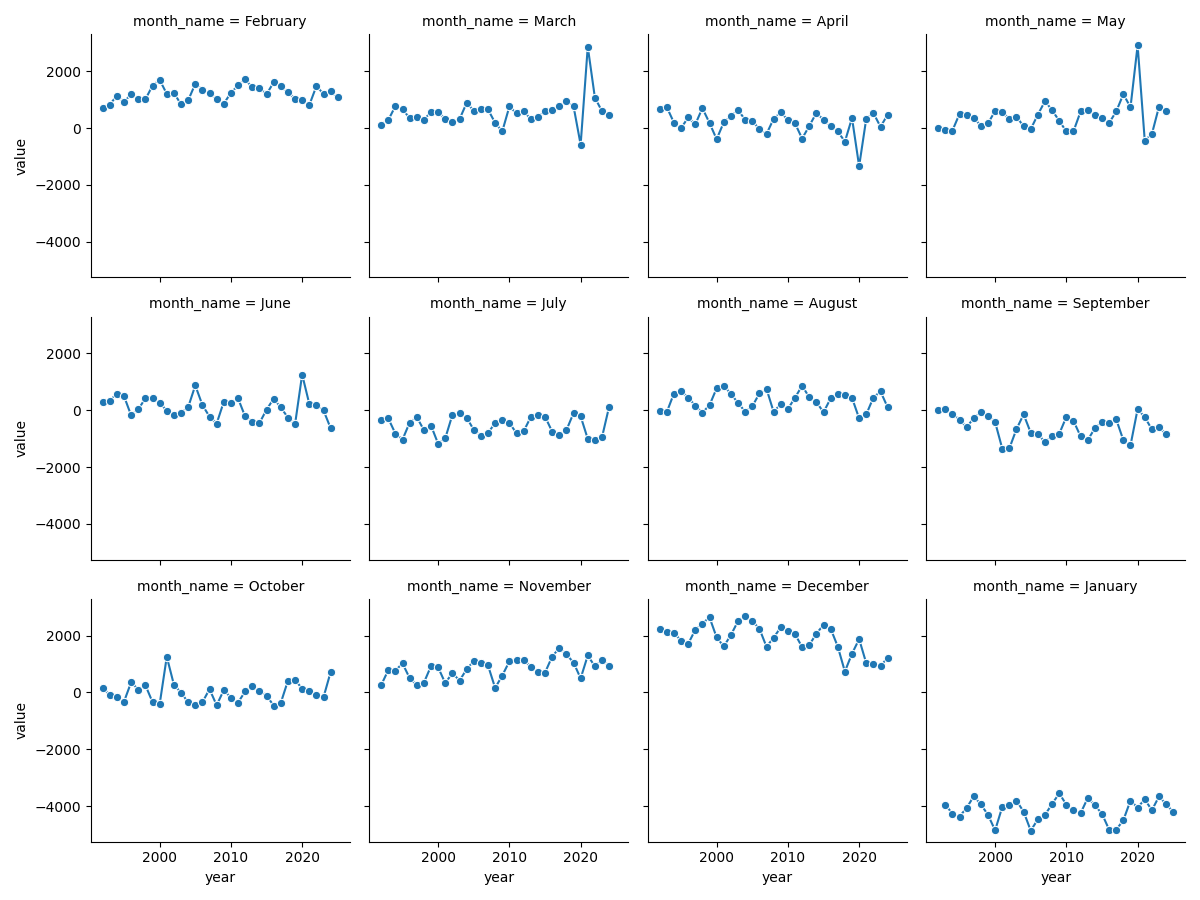 month_name = February
month_name = March
month_name = April
month_name = May
2000
0
−2000
−4000
value
month_name = June
month_name = July
month_name = August
month_name = September
2000
0
−2000
−4000
value
month_name = October
month_name = November
month_name = December
month_name = January
2000
0
−2000
−4000
value
2000 2010 2020
2000 2010 2020
2000 2010 2020
2000 2010 2020
year
year
year
year